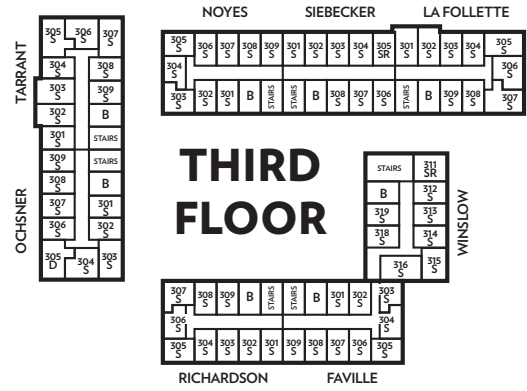 NOYES SIEBECKER LA FOLLETTE
TARRANT
OCHSNER
305 S 306 S 307 S
304 S 308 S
303 S 309 S
302 S B
301 S STAIRS
309 S STAIRS
308 S B
307 S 301 S
306 S 302 S
305 D 304 S 303 S
305 S 306 S 307 S 308 S 309 S 301 S 302 S 303 S 304 S 305 SR 301 S 302 S 303 S 304 S 305 S
304 S 306 S
303 S 302 S 301 S B STAIRS STAIRS B 308 S 307 S 306 S STAIRS B 309 S 308 S 307 S
THIRD
FLOOR
STAIRS 311 SR
B 312 S
319 S 313 S
318 S 314 S
316 S 315 S
WINSLOW
307 S 308 S 309 S B STAIRS STAIRS B 301 S 302 S 303 S
306 S 304 S
305 S 304 S 303 S 302 S 301 S 309 S 308 S 307 S 306 S 305 S
RICHARDSON FAVILLE